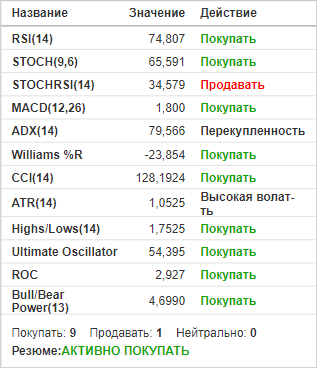 Название Значение Действие
RSI(14) 74,807 Покупать
STOCH(9,6) 65,591 Покупать
STOCHRSI(14) 34,579 Продавать
MACD(12,26) 1,800 Покупать
ADX(14) 79,566 Перекупленность
Williams %R -23,854 Покупать
CCI(14) 128,1924 Покупать
ATR(14) 1,0525 Высокая волат-
ть
Highs/Lows(14) 1,7525 Покупать
Ultimate Oscillator 54,395 Покупать
ROC 2,927 Покупать
Bull/Bear
Power(13) 4,6990 Покупать
Покупать: 9 Продавать: 1 Нейтрально: 0
Резюме:АКТИВНО ПОКУПАТЬ